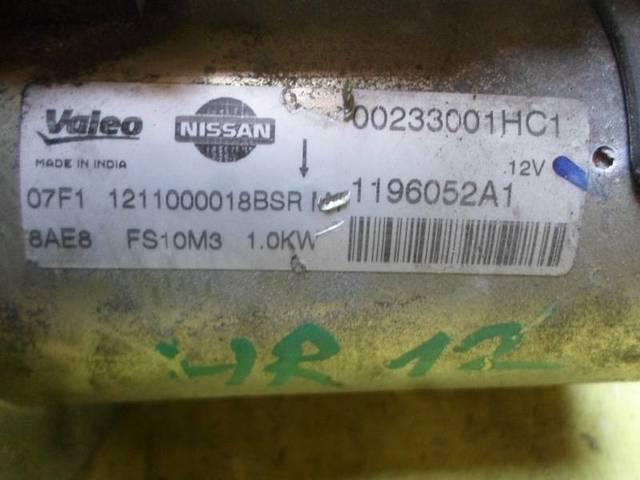 Valeo NISSAN 00233001HC1
MADE IN INDIA 12V
07F1 1211000018BSR 1196052A1
8AE8 FS10M3 1.0KW
HR 12